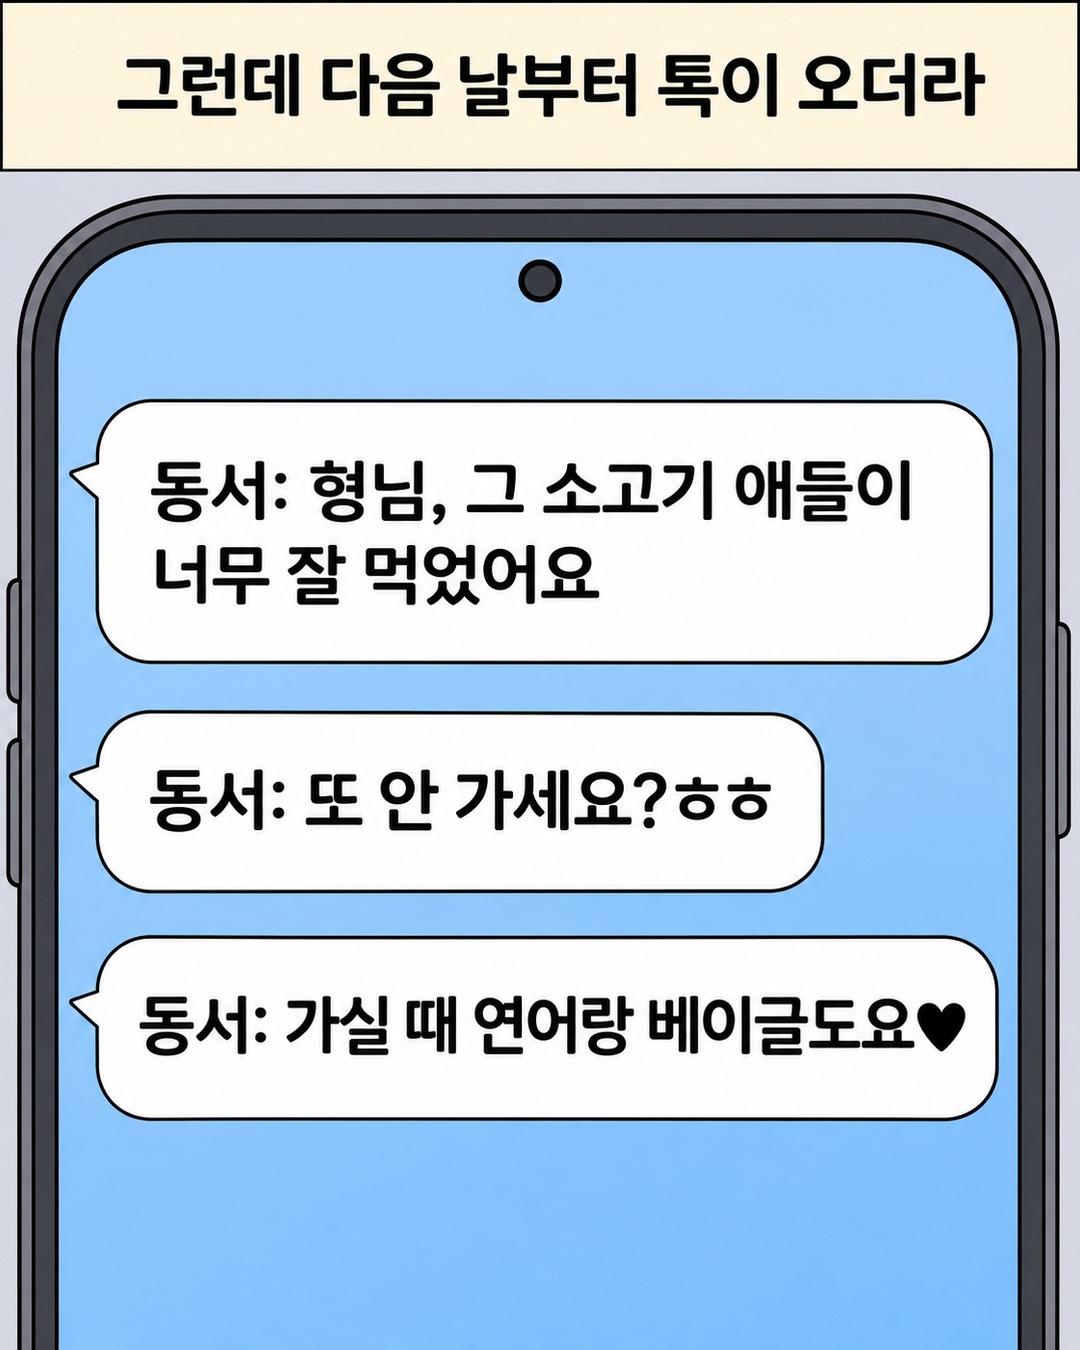 그런데 다음 날부터 톡이 오더라
동서: 형님, 그 소고기 애들이
너무 잘 먹었어요
동서: 또 안 가세요?ㅎㅎ
동서: 가실 때 연어랑 베이글도요♥